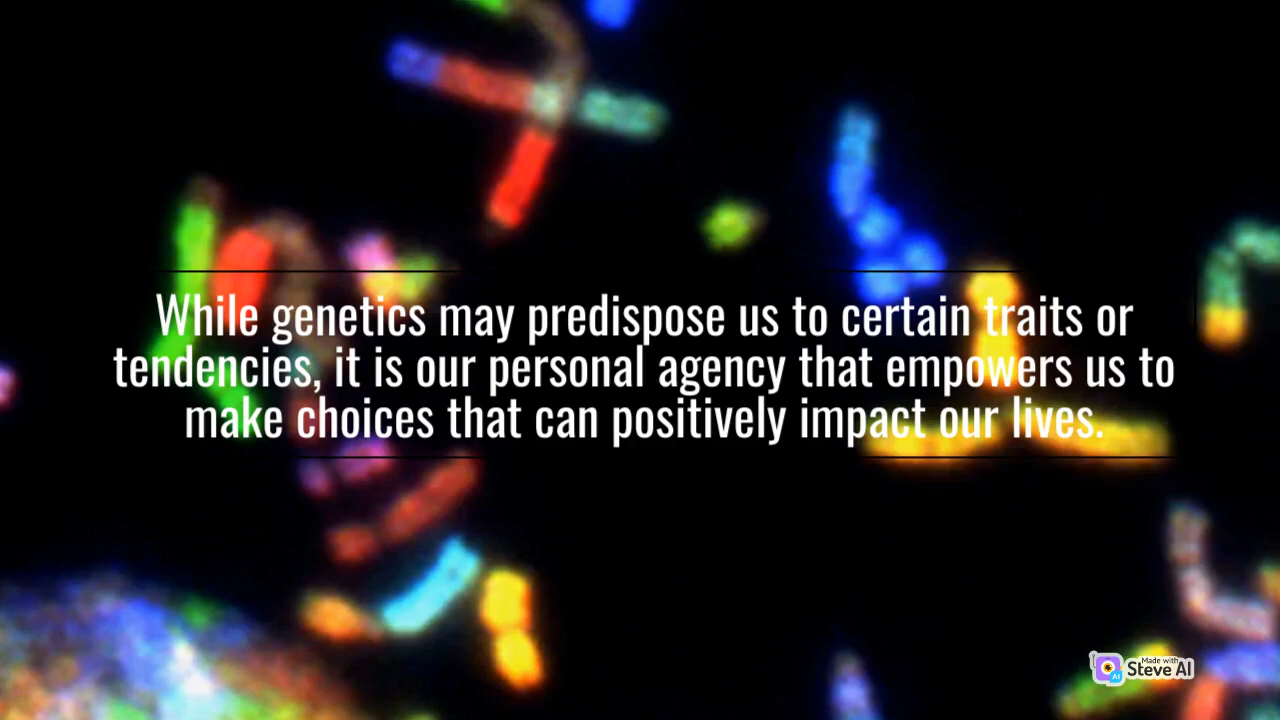 While genetics may predispose us to certain traits or
tendencies, it is our personal agency that empowers us to
make choices that can positively impact our lives.
Made with
Steve AI
AI